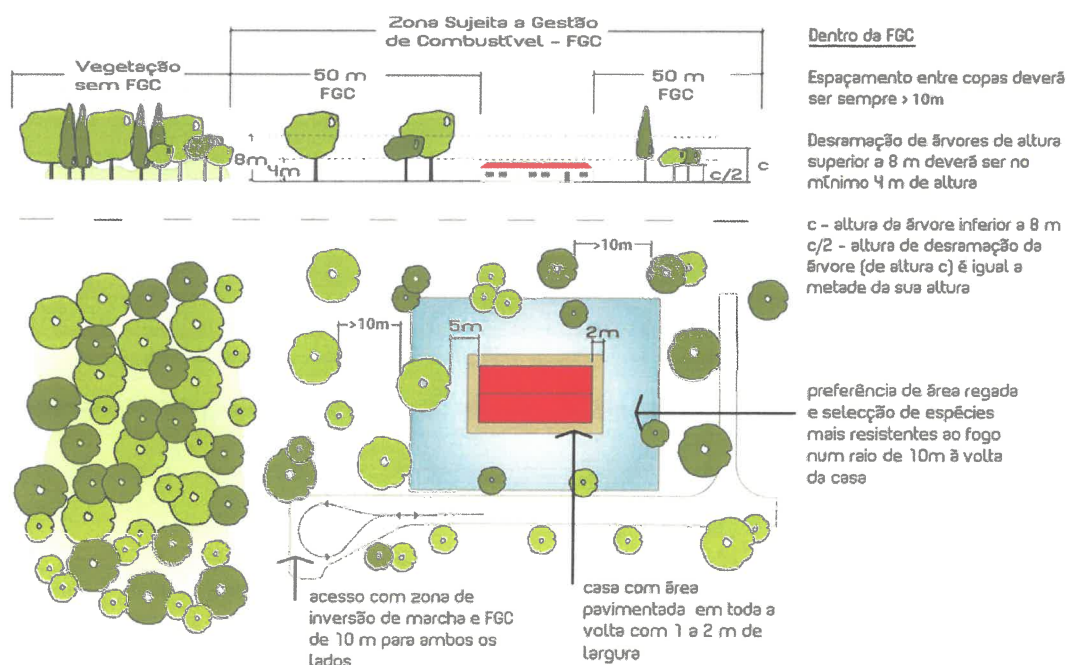 Zona Sujeita a Gestão
de Combustível - FGC
Vegetação
sem FGC
50 m
FGC
50 m
FGC
8m
4m
c/2
c
Dentro da FGC
Espaçamento entre copas deverá
ser sempre > 10m
Desramação de árvores de altura
superior a 8 m deverá ser no
mínimo 4 m de altura
c - altura da árvore inferior a 8 m
c/2 - altura de desramação da
árvore (de altura c) é igual a
metade da sua altura
>10m
>10m
5m
2m
preferência de área regada
e selecção de espécies
mais resistentes ao fogo
num raio de 10m à volta
da casa
acesso com zona de
inversão de marcha e FGC
de 10 m para ambos os
lados
casa com área
pavimentada em toda a
volta com 1 a 2 m de
largura